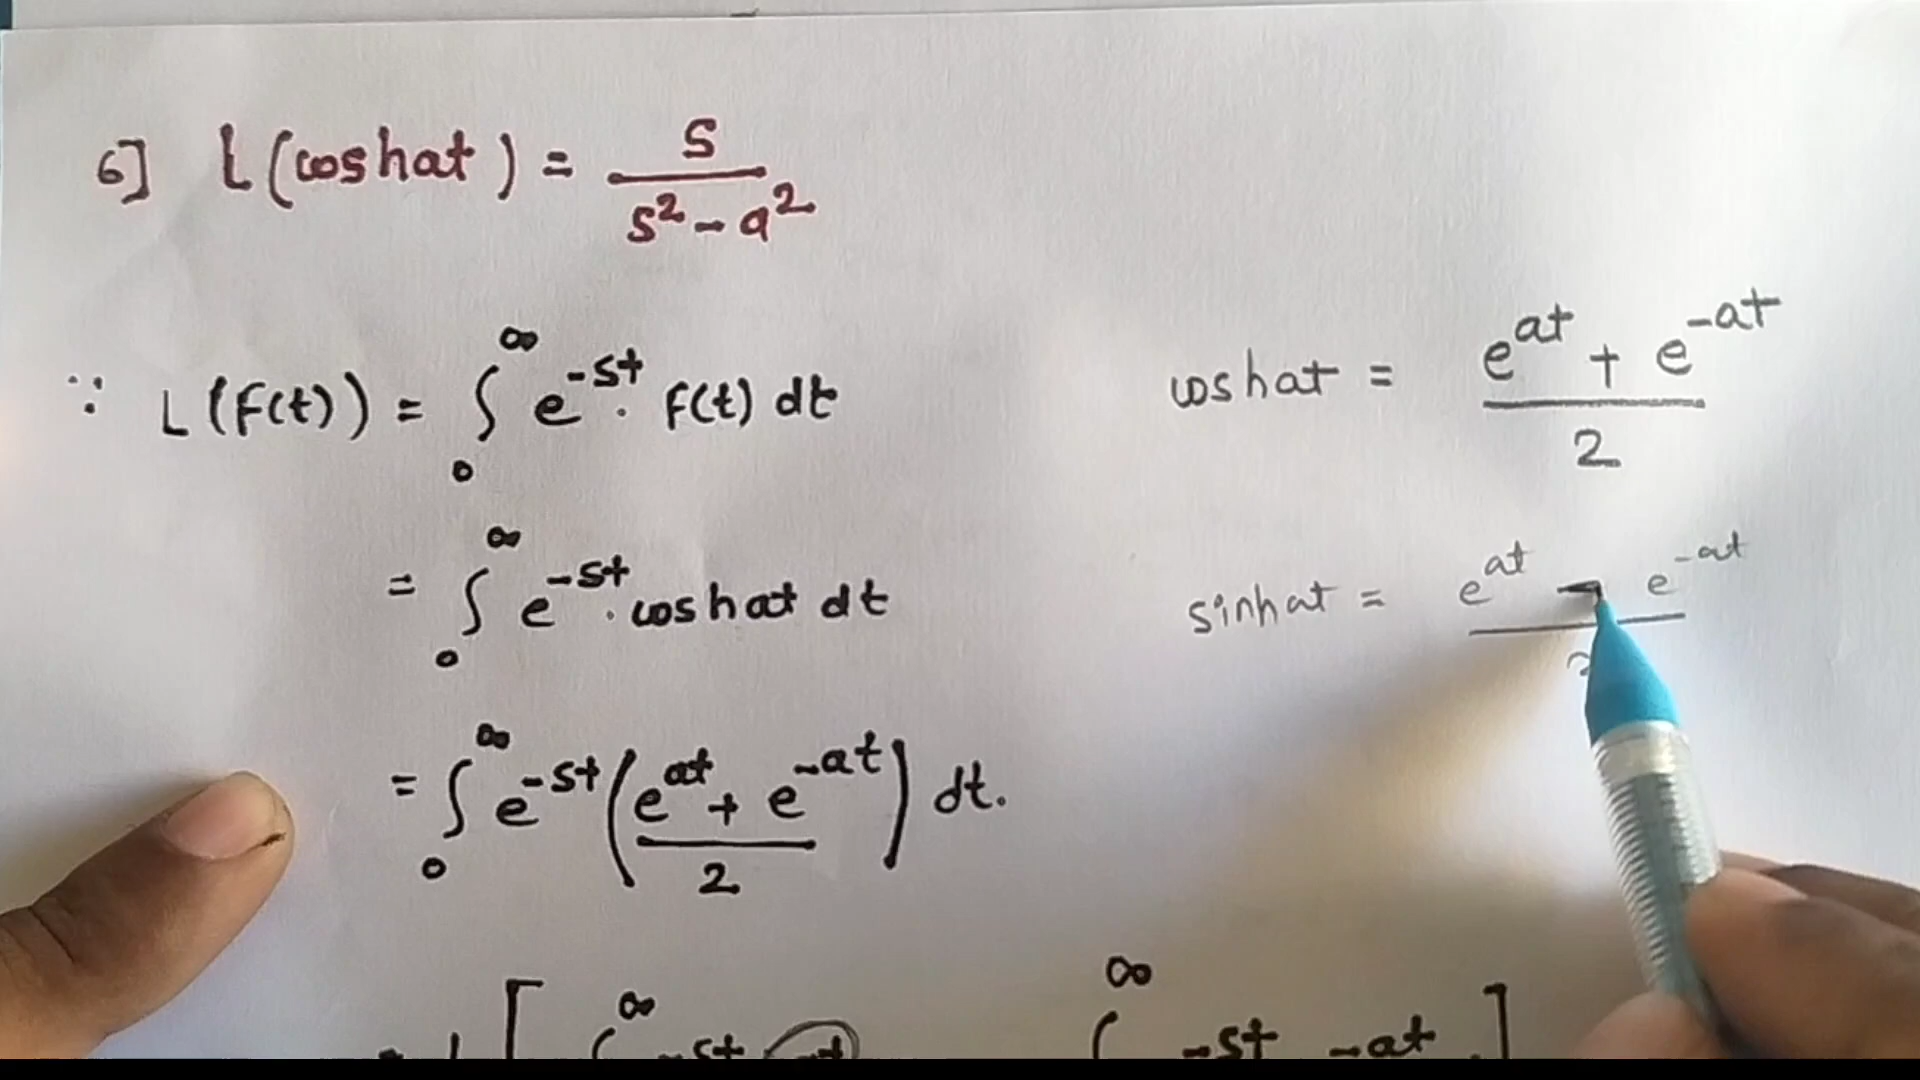 6] L(coshat) = s / s² - a²
∵ L(f(t)) = ∫₀^∞ e^-st . f(t) dt
coshat = e^at + e^-at / 2
= ∫₀^∞ e^-st . coshat dt
sinhat = e^at - e^-at /
= ∫₀^∞ e^-st (e^at + e^-at / 2) dt.